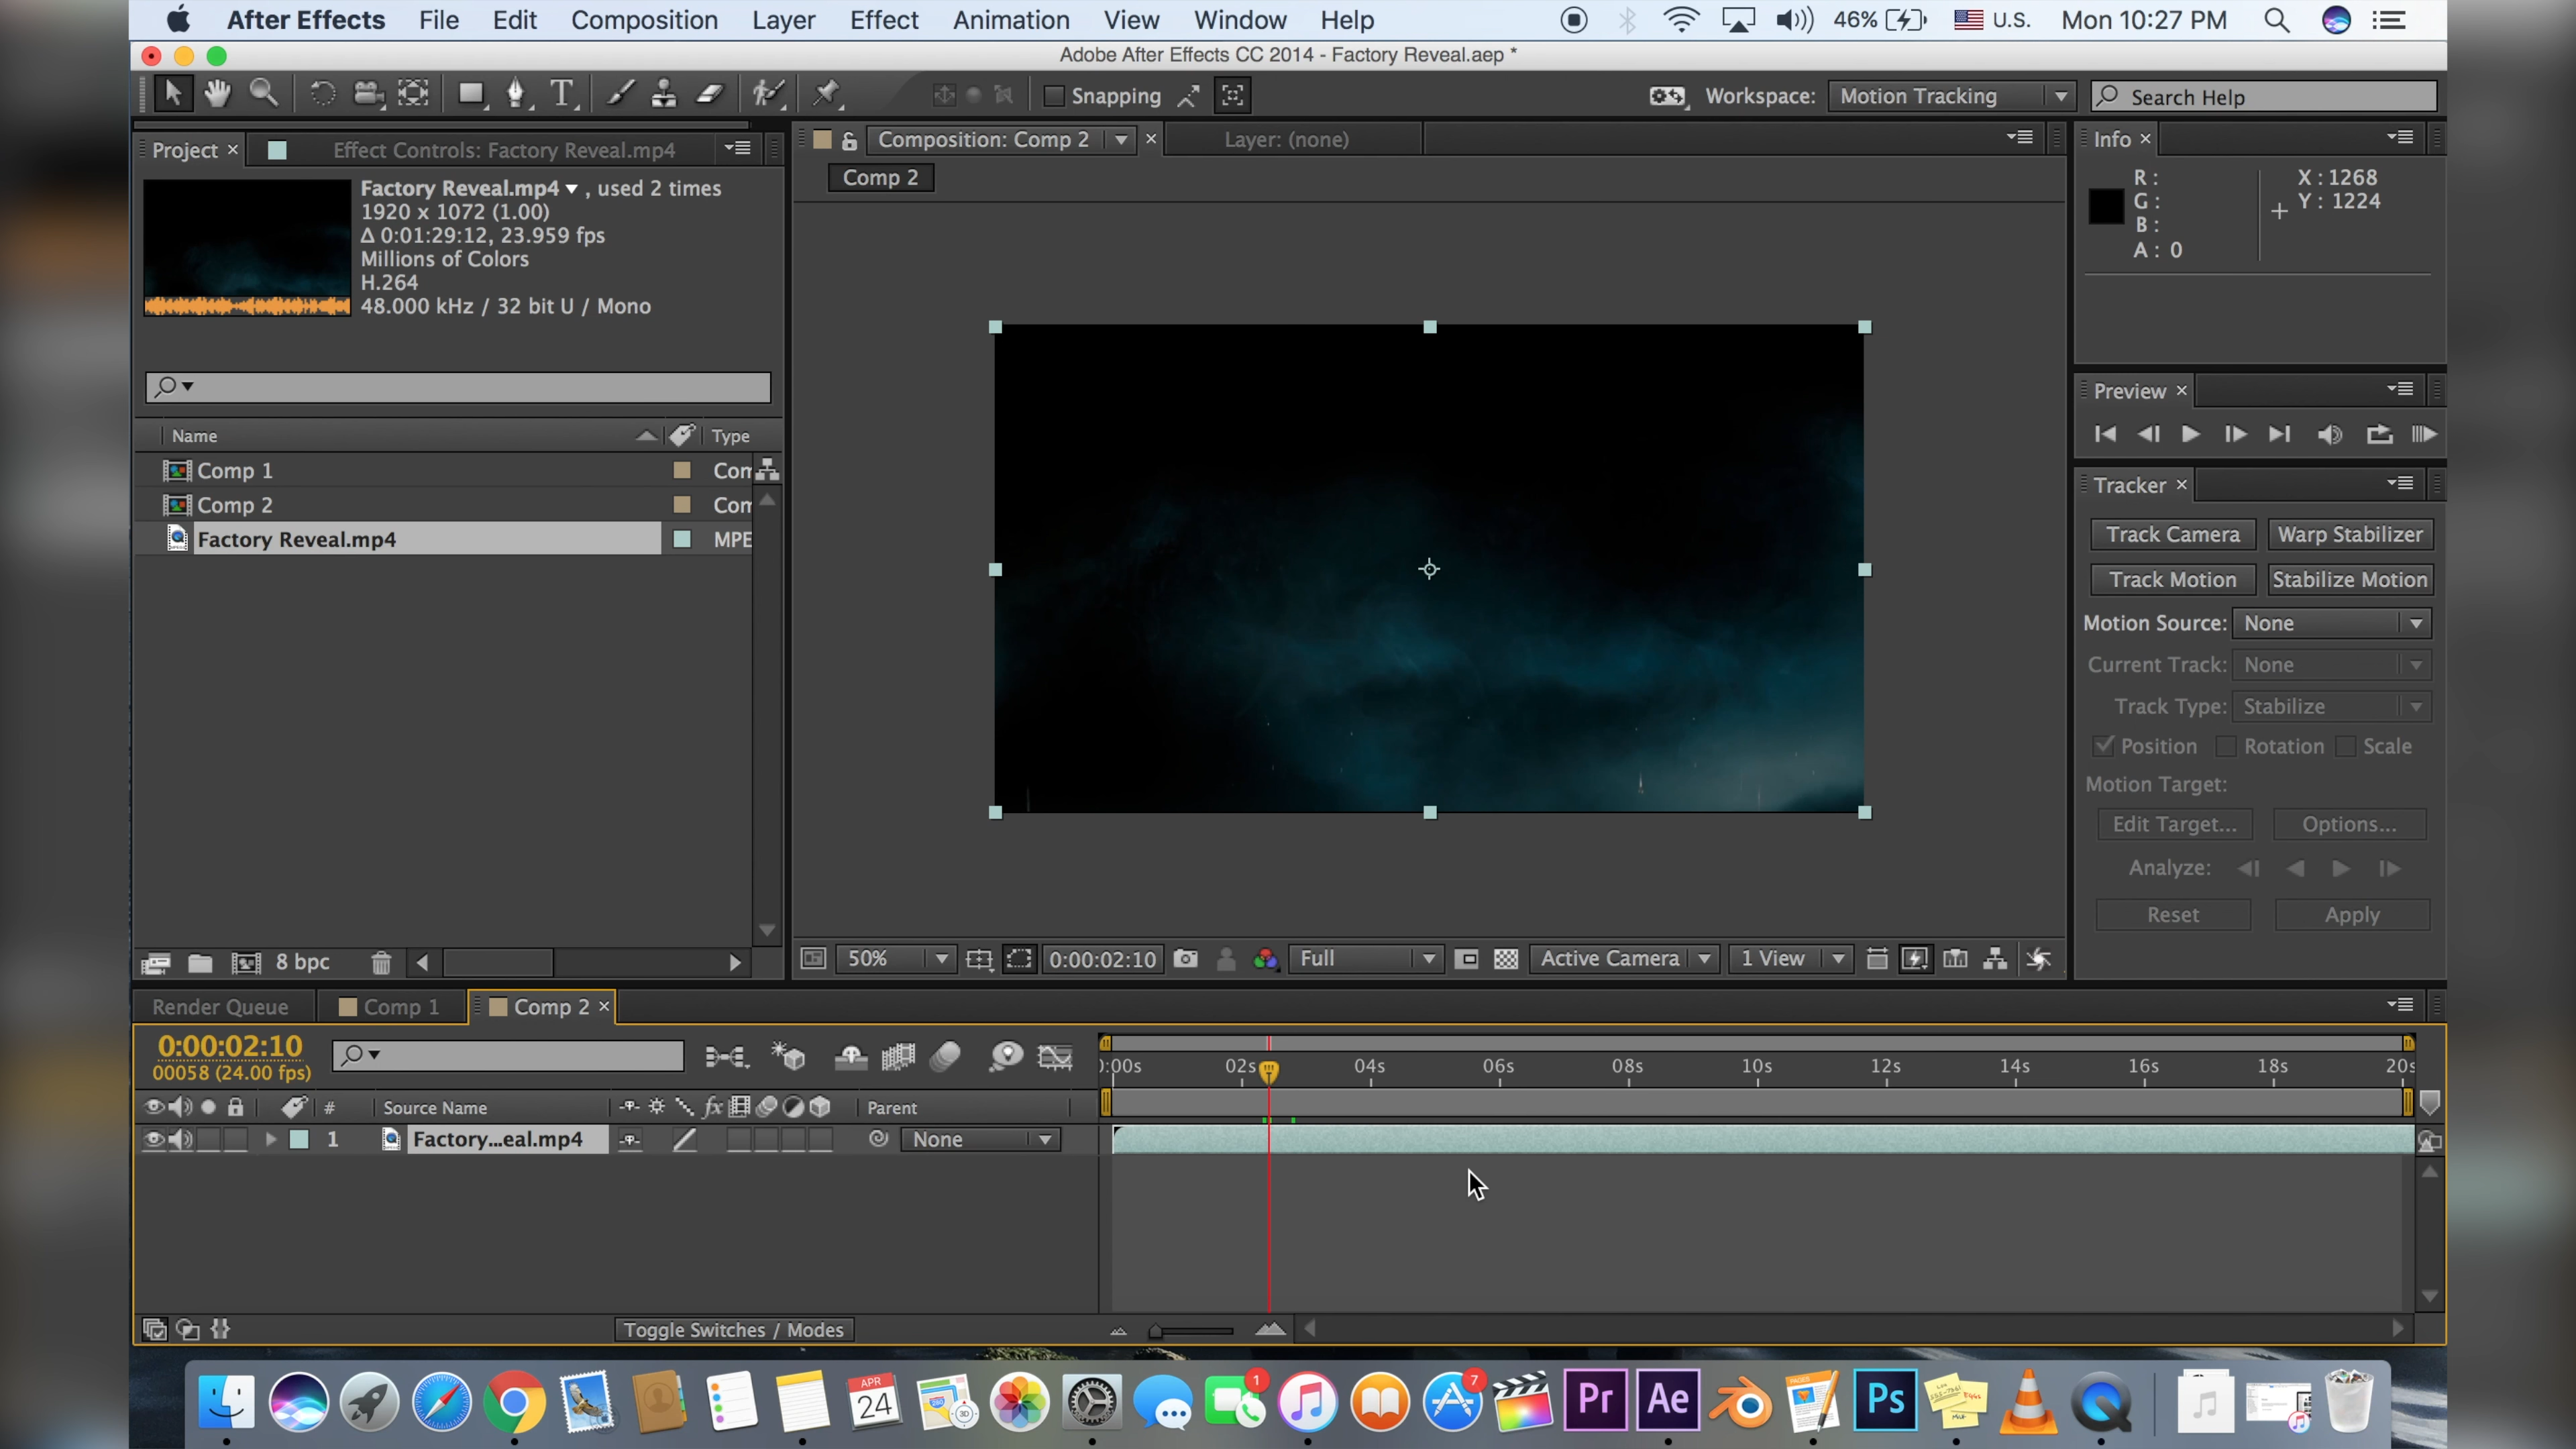 After Effects File Edit Composition Layer Effect Animation View Window Help 46% U.S. Mon 10:27 PM
Adobe After Effects CC 2014 - Factory Reveal.aep *
T Snapping Workspace: Motion Tracking Search Help
Project × Effect Controls: Factory Reveal.mp4
Composition: Comp 2 × Layer: (none)
Info ×
Comp 2
Factory Reveal.mp4 , used 2 times
1920 x 1072 (1.00)
Δ 0:01:29:12, 23.959 fps
Millions of Colors
H.264
48.000 kHz / 32 bit U / Mono
R :
G :
B :
A : 0
X : 1268
Y : 1224
Name Type
Comp 1 Com
Comp 2 Com
Factory Reveal.mp4 MPE
8 bpc
50% 0:00:02:10 Full Active Camera 1 View
Preview ×
Tracker ×
Track Camera Warp Stabilizer
Track Motion Stabilize Motion
Motion Source: None
Current Track: None
Track Type: Stabilize
Position Rotation Scale
Motion Target:
Edit Target... Options...
Analyze:
Reset Apply
Render Queue Comp 1 Comp 2 ×
0:00:02:10
00058 (24.00 fps)
):00s 02s 04s 06s 08s 10s 12s 14s 16s 18s 20s
# Source Name fx Parent
1 Factory...eal.mp4 None
Toggle Switches / Modes
APR
24
1
7
Pr
Ae
PAGES
Ps